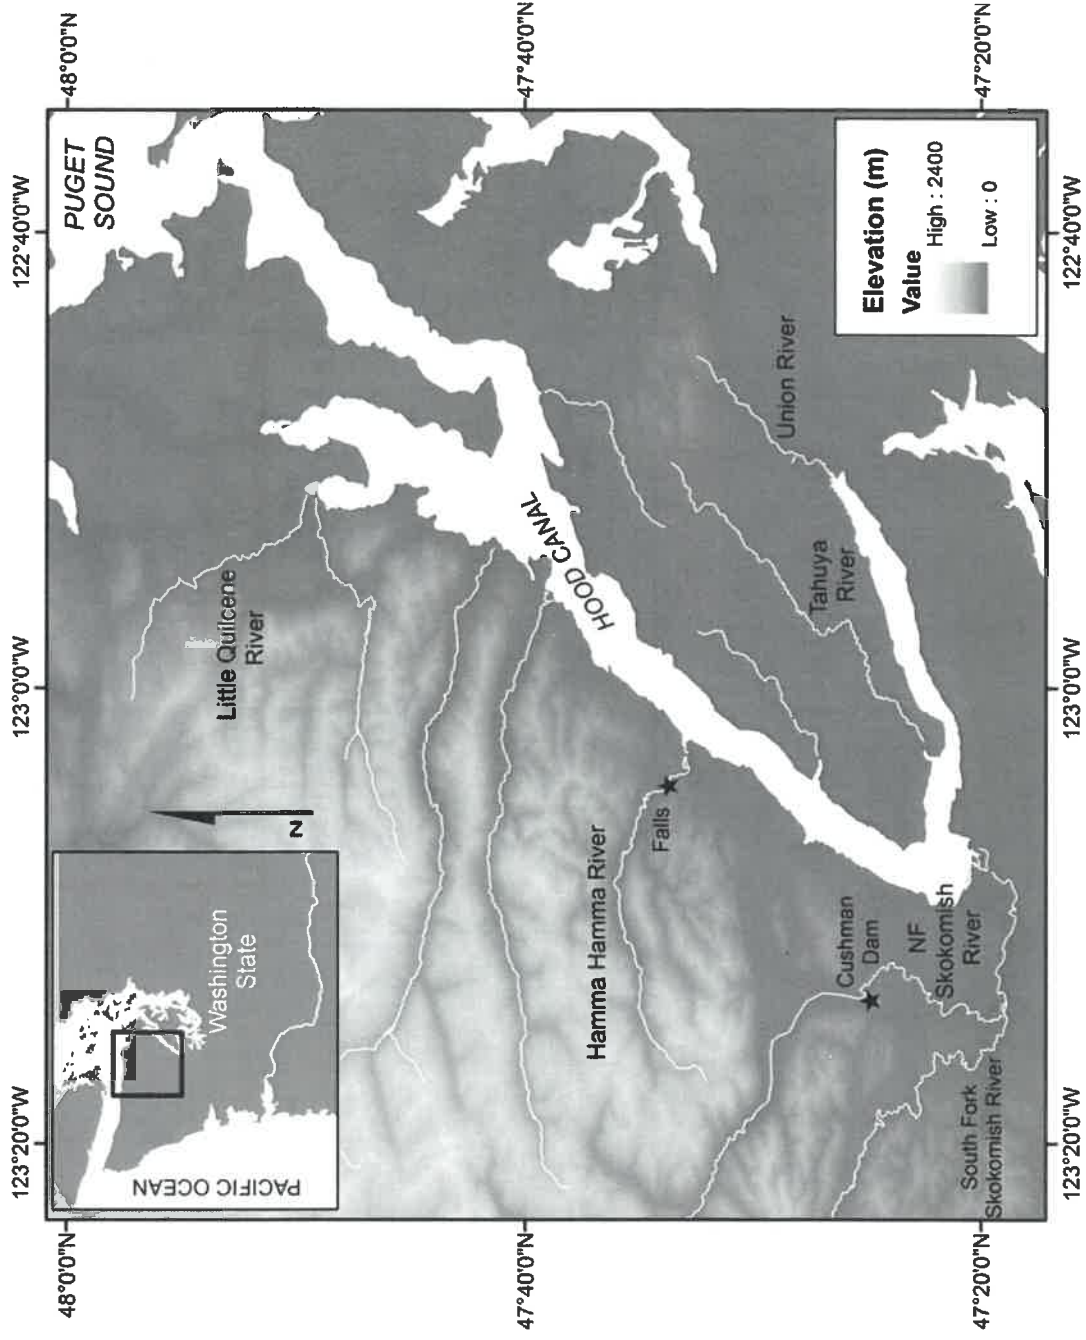 123°20'0"W
123°0'0"W
122°40'0"W
48°0'0"N
48°0'0"N
47°40'0"N
47°40'0"N
47°20'0"N
47°20'0"N
123°20'0"W
123°0'0"W
122°40'0"W
PACIFIC OCEAN
Washington
State
N
PUGET
SOUND
Little Quilcene
River
HOOD CANAL
Hamma Hamma River
Falls
Cushman
Dam
NF
Skokomish
River
South Fork
Skokomish River
Tahuya
River
Union River
Elevation (m)
Value
High : 2400
Low : 0